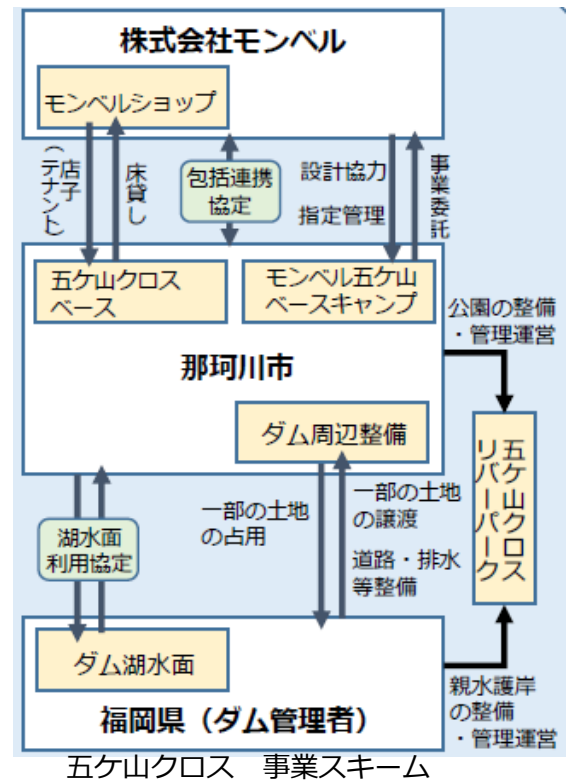 株式会社モンベル
モンベルショップ
店子
(テナント)
床貸し
包括連携
協定
設計協力
指定管理
事業委託
五ケ山クロス
ベース
モンベル五ケ山
ベースキャンプ
公園の整備
・管理運営
那珂川市
ダム周辺整備
五ケ山クロス
リバーパーク
湖水面
利用協定
一部の土地
の占用
一部の土地
の譲渡
道路・排水
等整備
ダム湖水面
親水護岸
の整備
・管理運営
福岡県(ダム管理者)
五ケ山クロス 事業スキーム